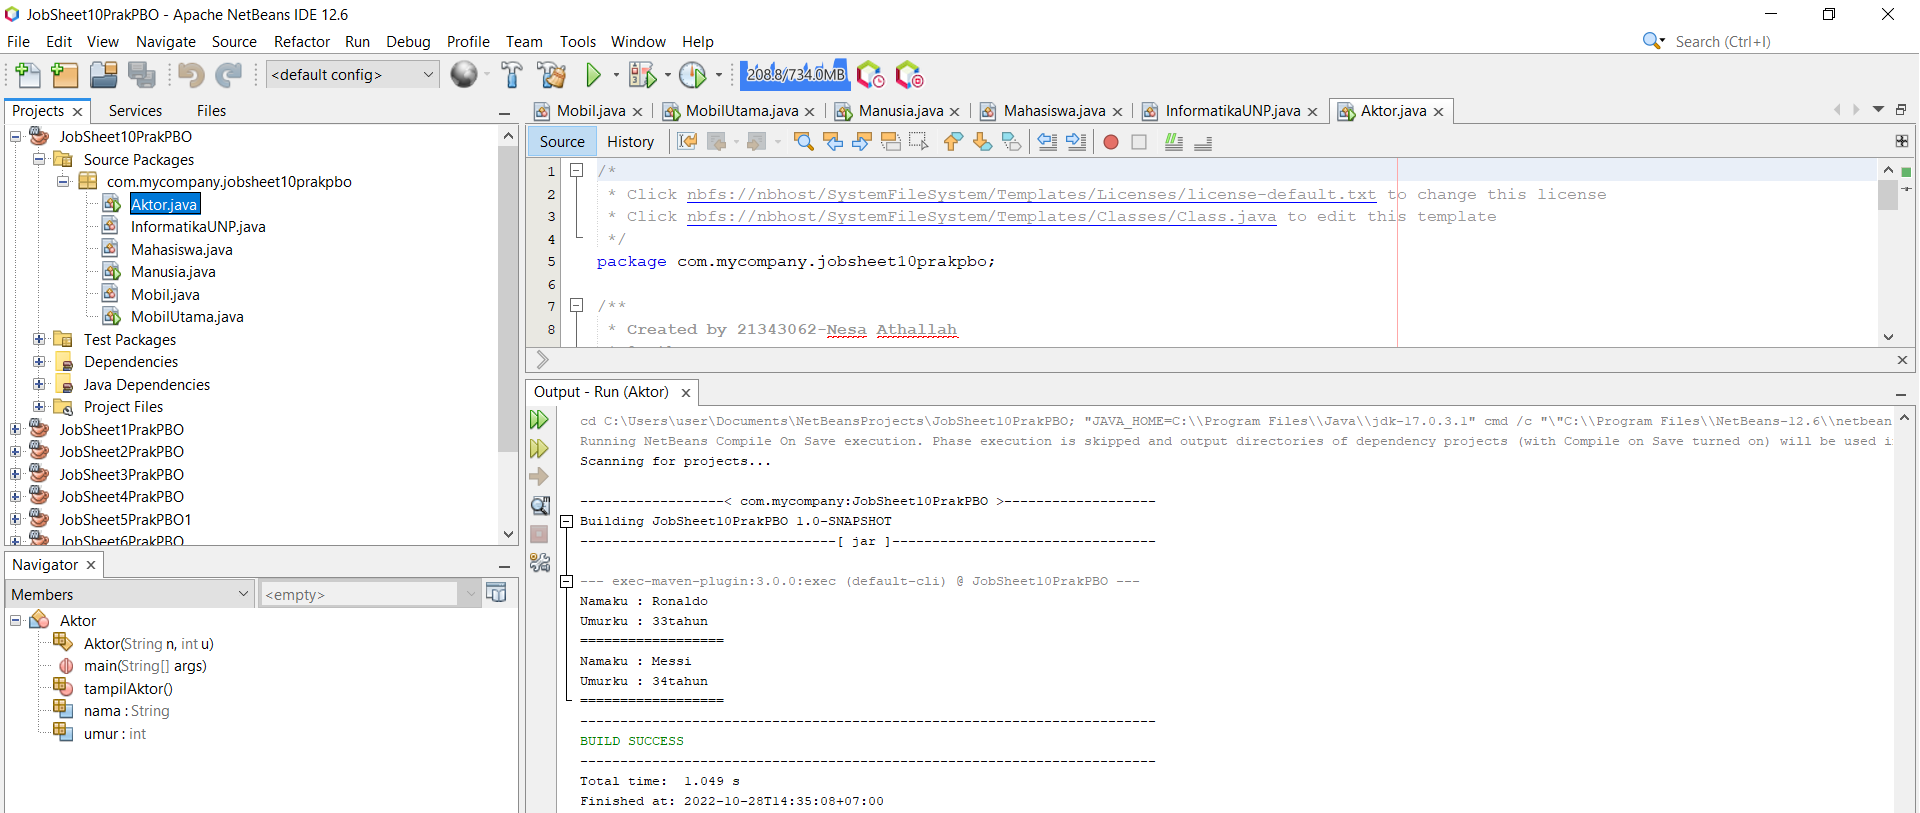 JobSheet10PrakPBO - Apache NetBeans IDE 12.6
File Edit View Navigate Source Refactor Run Debug Profile Team Tools Window Help
Search (Ctrl+I)
<default config>
208.8/734.0MB
Projects Services Files
JobSheet10PrakPBO
Source Packages
com.mycompany.jobsheet10prakpbo
Aktor.java
InformatikaUNP.java
Mahasiswa.java
Manusia.java
Mobil.java
MobilUtama.java
Test Packages
Dependencies
Java Dependencies
Project Files
JobSheet1PrakPBO
JobSheet2PrakPBO
JobSheet3PrakPBO
JobSheet4PrakPBO
JobSheet5PrakPBO1
JobSheet6PrakPBO
Navigator
Members
<empty>
Aktor
Aktor(String n, int u)
main(String[] args)
tampilAktor()
nama : String
umur : int
Mobil.java MobilUtama.java Manusia.java Mahasiswa.java InformatikaUNP.java Aktor.java
Source History
1 /*
2 * Click nbfs://nbhost/SystemFileSystem/Templates/Licenses/license-default.txt to change this license
3 * Click nbfs://nbhost/SystemFileSystem/Templates/Classes/Class.java to edit this template
4 */
5 package com.mycompany.jobsheet10prakpbo;
6
7 /**
8 * Created by 21343062-Nesa Athallah
Output - Run (Aktor)
cd C:\Users\user\Documents\NetBeansProjects\JobSheet10PrakPBO; "JAVA_HOME=C:\\Program Files\\Java\\jdk-17.0.3.1" cmd /c "\"C:\\Program Files\\NetBeans-12.6\\netbean
Running NetBeans Compile On Save execution. Phase execution is skipped and output directories of dependency projects (with Compile on Save turned on) will be used i
Scanning for projects...
------------------< com.mycompany:JobSheet10PrakPBO >-------------------
Building JobSheet10PrakPBO 1.0-SNAPSHOT
--------------------------------[ jar ]---------------------------------
--- exec-maven-plugin:3.0.0:exec (default-cli) @ JobSheet10PrakPBO ---
Namaku : Ronaldo
Umurku : 33tahun
==================
Namaku : Messi
Umurku : 34tahun
==================
------------------------------------------------------------------------
BUILD SUCCESS
------------------------------------------------------------------------
Total time:  1.049 s
Finished at: 2022-10-28T14:35:08+07:00